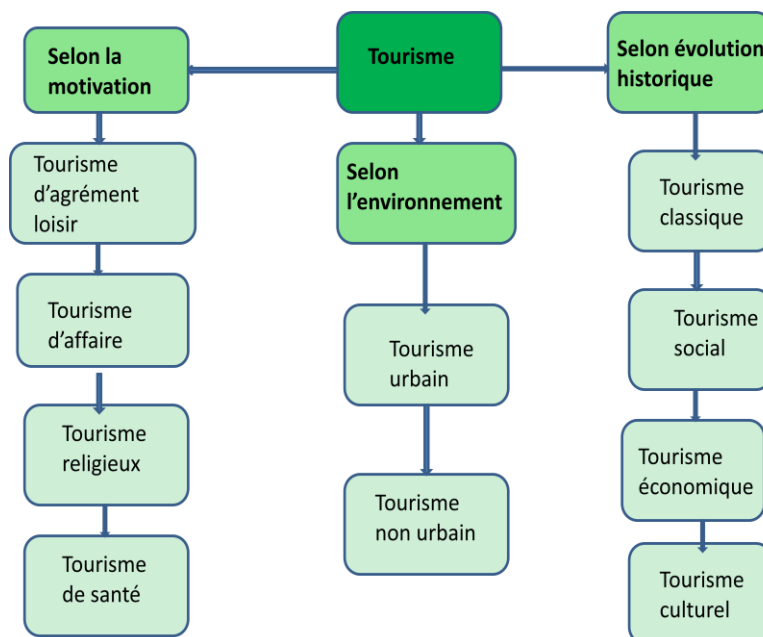 Selon la
motivation
Tourisme
d'agrément
loisir
Tourisme
d'affaire
Tourisme
religieux
Tourisme
de santé
Tourisme
Selon
l'environnement
Tourisme
urbain
Tourisme
non urbain
Selon évolution
historique
Tourisme
classique
Tourisme
social
Tourisme
économique
Tourisme
culturel